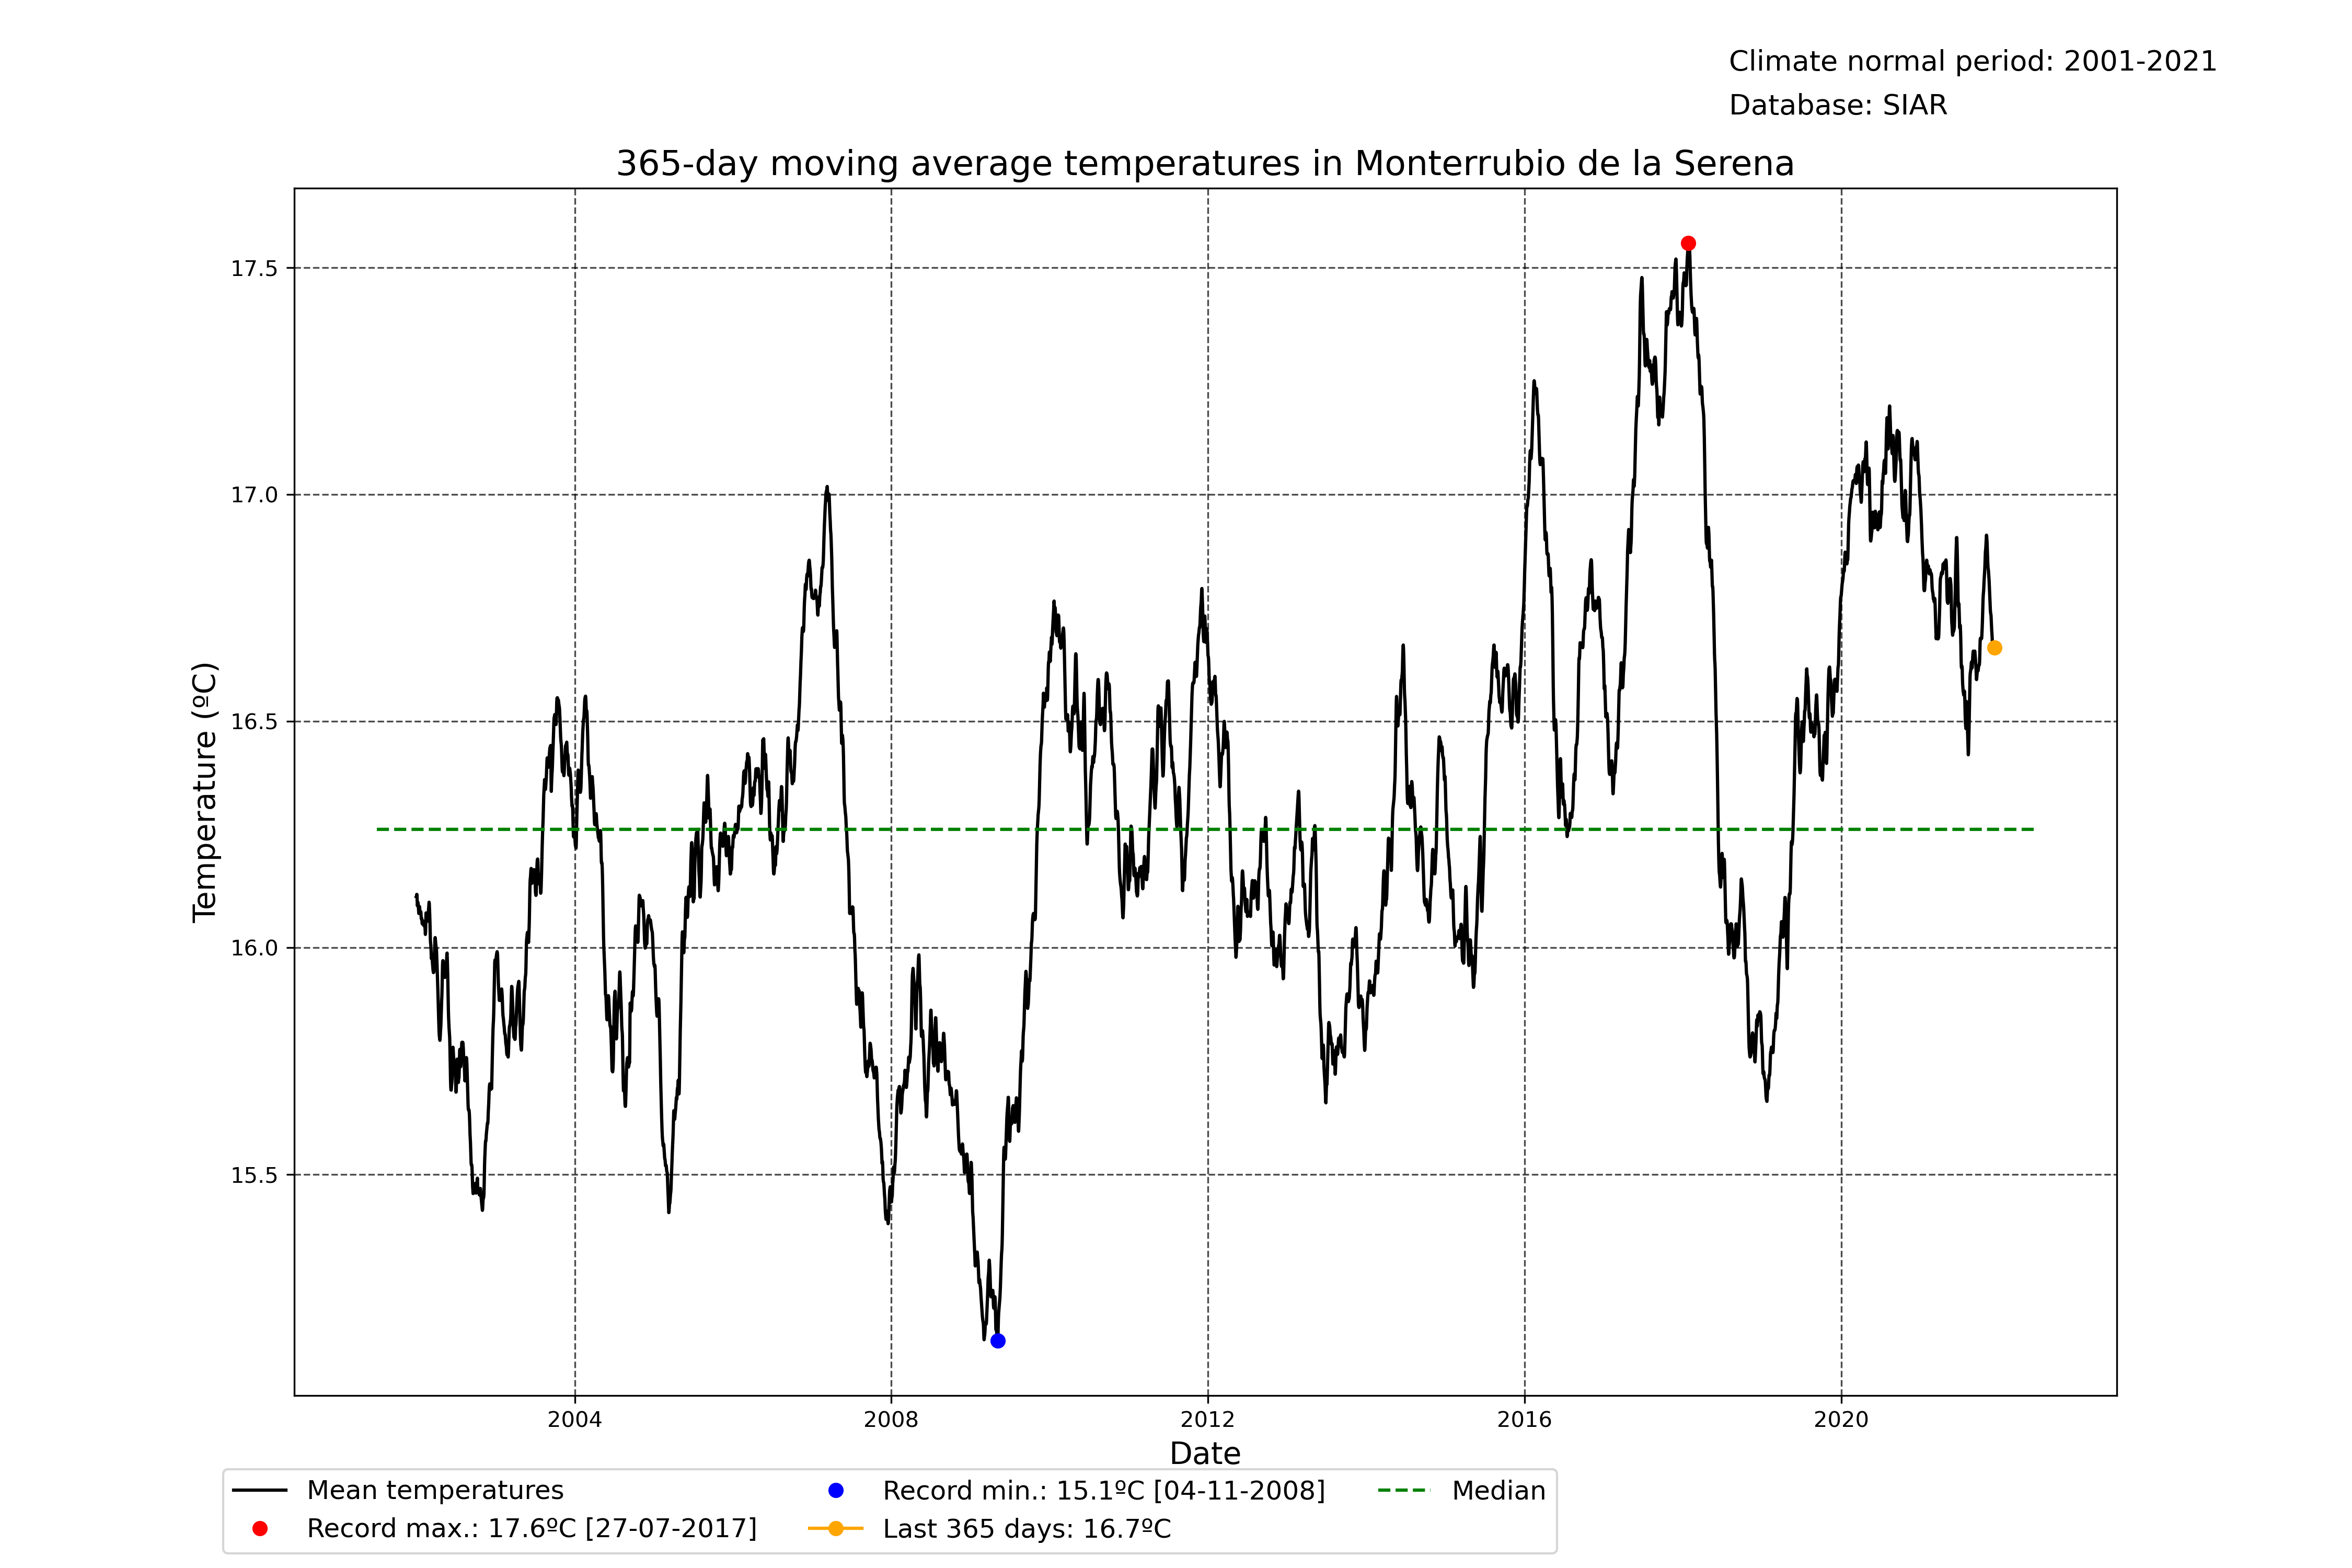 Climate normal period: 2001-2021
Database: SIAR
365-day moving average temperatures in Monterrubio de la Serena
17.5
17.0
16.5
16.0
15.5
Temperature (ºC)
2004 2008 2012 2016 2020
Date
Mean temperatures
Record max.: 17.6ºC [27-07-2017]
Record min.: 15.1ºC [04-11-2008]
Last 365 days: 16.7ºC
Median